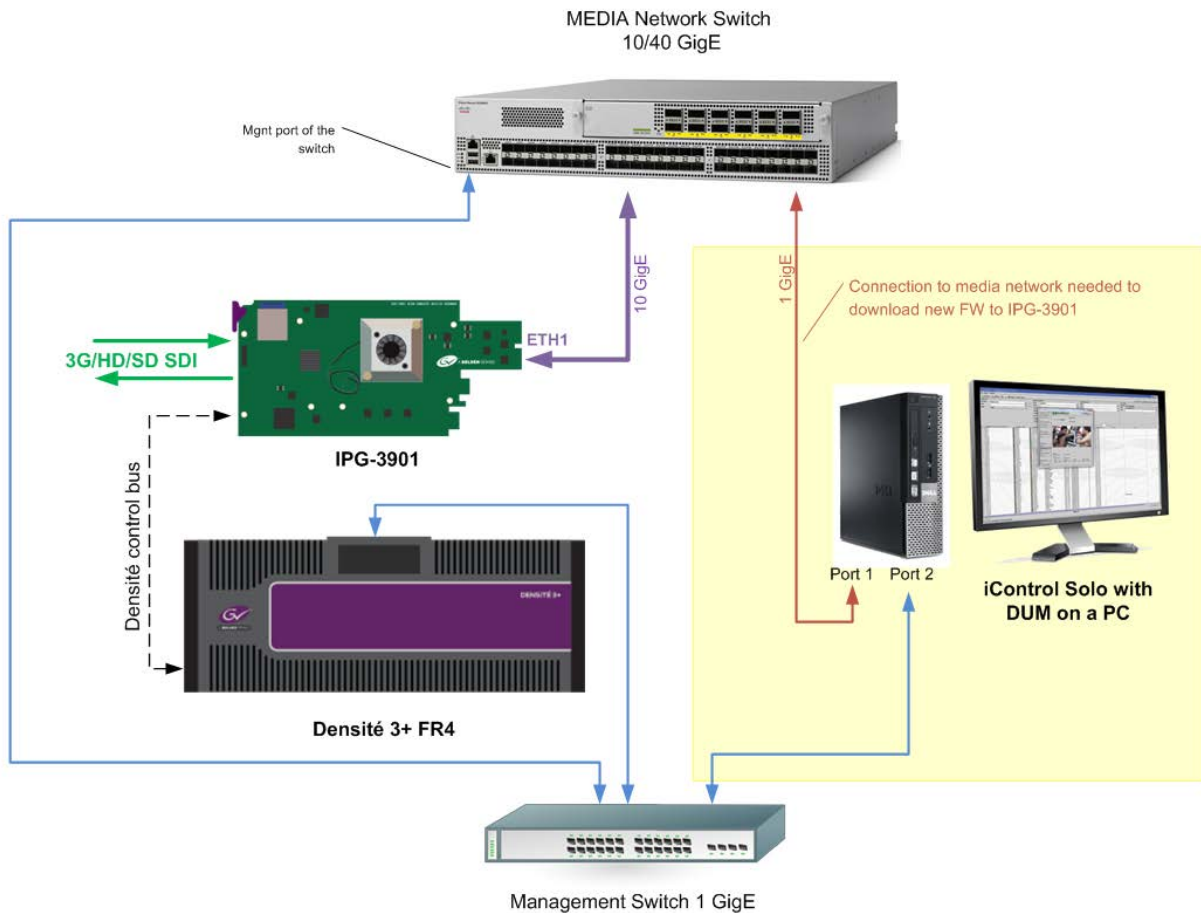 MEDIA Network Switch
10/40 GigE
Mgnt port of the
switch
10 GigE
1 GigE
Connection to media network needed to
download new FW to IPG-3901
3G/HD/SD SDI
ETH1
IPG-3901
Densité control bus
DENSITÉ 3+
Port 1
Port 2
iControl Solo with
DUM on a PC
Densité 3+ FR4
Management Switch 1 GigE